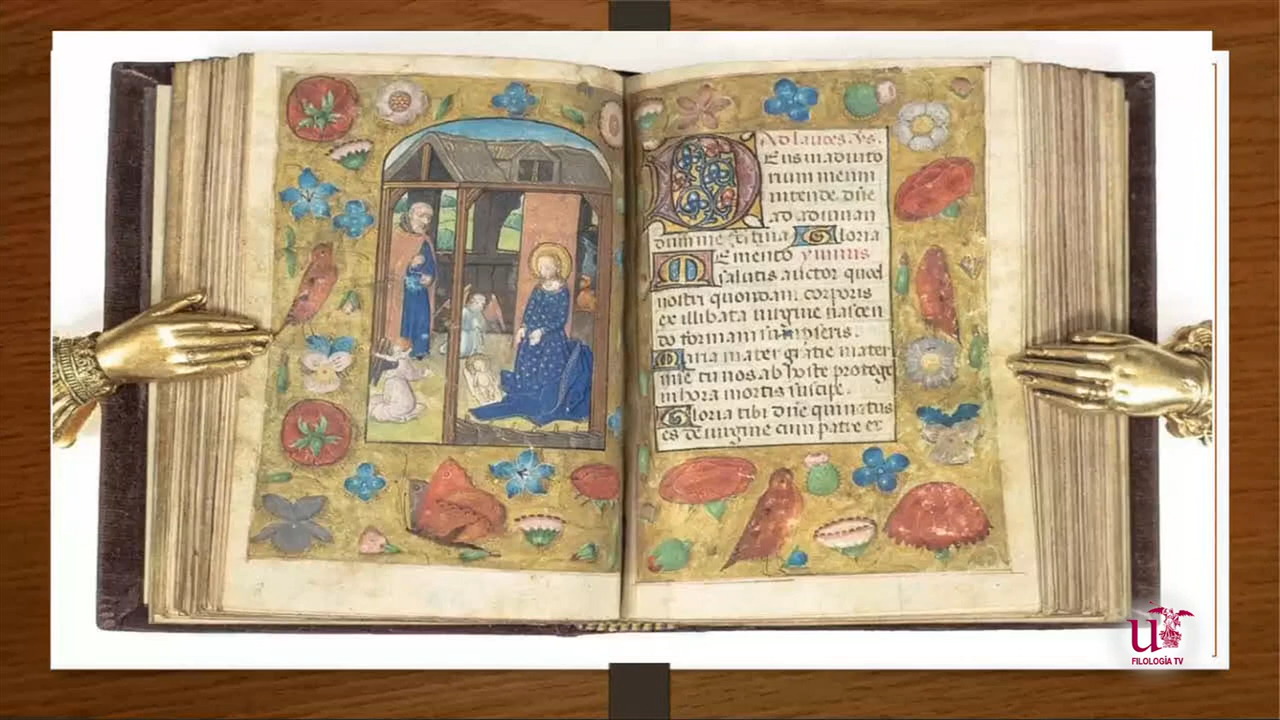 Ad laudes. ys.
Deus in adiuto
rium meum
intende. dñe
ad adiuuan
dum me festina Gloria
Memento ymnus
salutis auctor quod
nostri quondam corporis
ex illibata uirgine nascen
do formam sumpseris.
Maria mater gratie mater
mie tu nos ab hoste protege
in hora mortis suscipe.
Gloria tibi dñe qui natus
es de uirgine cum patre et
u
FILOLOGÍA TV